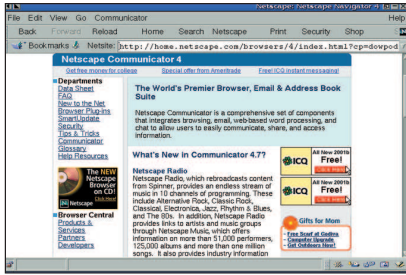 Netscape: Netscape Navigator 4
File Edit View Go Communicator Help
Back Forward Reload Home Search Netscape Print Security Shop
Bookmarks Netsite: http://home.netscape.com/browsers/4/index.html?cp=dowpod
Netscape Communicator 4
Get free money for college Special offer from Ameritrade Free! ICQ instant messaging!
Departments
Data Sheet
FAQ
New to the Net
Browser Plug-ins
SmartUpdate
Security
Tips & Tricks
Communicator
Glossary
Help Resources
The NEW
Netscape
Browser
on CD!
Click Here!
Netscape
Browser Central
Products &
Services
Partners
Developers
The World's Premier Browser, Email & Address Book
Suite
Netscape Communicator is a comprehensive set of components
that integrates browsing, email, web-based word processing, and
chat to allow users to easily communicate, share, and access
information.
What's New in Communicator 4.7?
Netscape Radio
Netscape Radio, which rebroadcasts content
from Spinner, provides an endless stream of
music in 10 channels of programming. These
include Alternative Rock, Classic Rock,
Classical, Electronica, Jazz, Rhythm & Blues,
and The 80s. In addition, Netscape Radio
provides links to artists and music groups
through Netscape Music, which offers
information on more than 51,000 performers,
125,000 albums and more than one million
songs. It also provides industry information
ICQ
All New 2001b
Free!
Click Here
ICQ
All New 2001b
Free!
Click Here
Gifts for Mom
- Free Scarf at Godiva
- Computer Upgrade
- Get Outdoors Now!